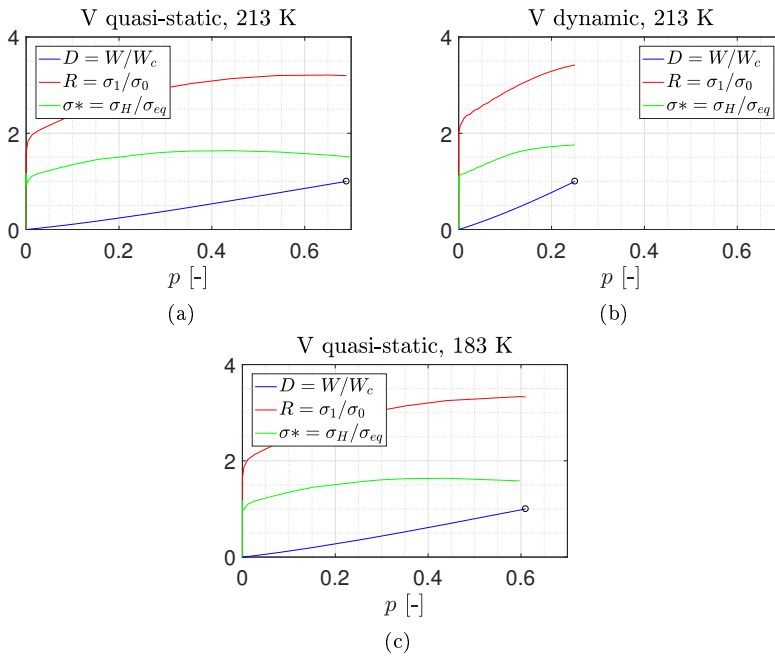 V quasi-static, 213 K
4
2
0
D = W/W_c
R = σ_1/σ_0
σ* = σ_H/σ_eq
0 0.2 0.4 0.6
p [-]
(a)
V dynamic, 213 K
4
2
0
D = W/W_c
R = σ_1/σ_0
σ* = σ_H/σ_eq
0 0.2 0.4 0.6
p [-]
(b)
V quasi-static, 183 K
4
2
0
D = W/W_c
R = σ_1/σ_0
σ* = σ_H/σ_eq
0 0.2 0.4 0.6
p [-]
(c)